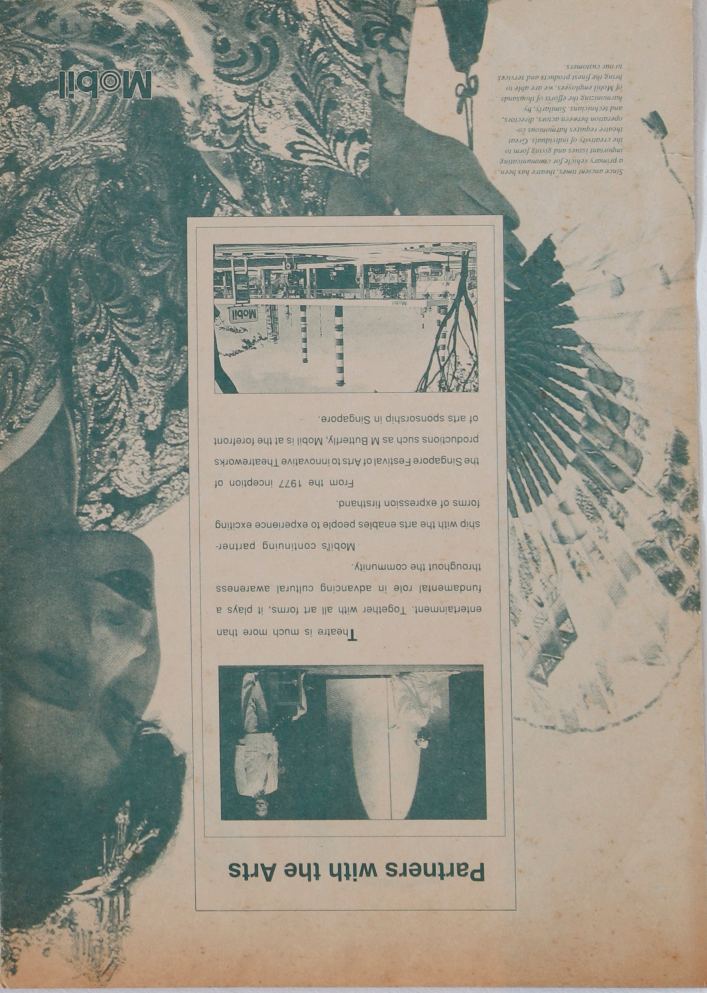 Partners with the Arts
Theatre is much more than
entertainment. Together with all art forms, it plays a
fundamental role in advancing cultural awareness
throughout the community.
Mobil's continuing partner-
ship with the arts enables people to experience exciting
forms of expression firsthand.
From the 1977 inception of
the Singapore Festival of Arts to innovative Theatreworks
productions such as M Butterfly, Mobil is at the forefront
of arts sponsorship in Singapore.
Mobil
Mobil
Since ancient times, theatre has been
a primary vehicle for communicating
important issues and giving form to
the creativity of individuals. Great
theatre requires harmonious co-
operation between actors, directors,
and technicians. Similarly, by
harmonizing the efforts of thousands
of Mobil employees, we are able to
bring the finest products and services
to our customers.
Mobil